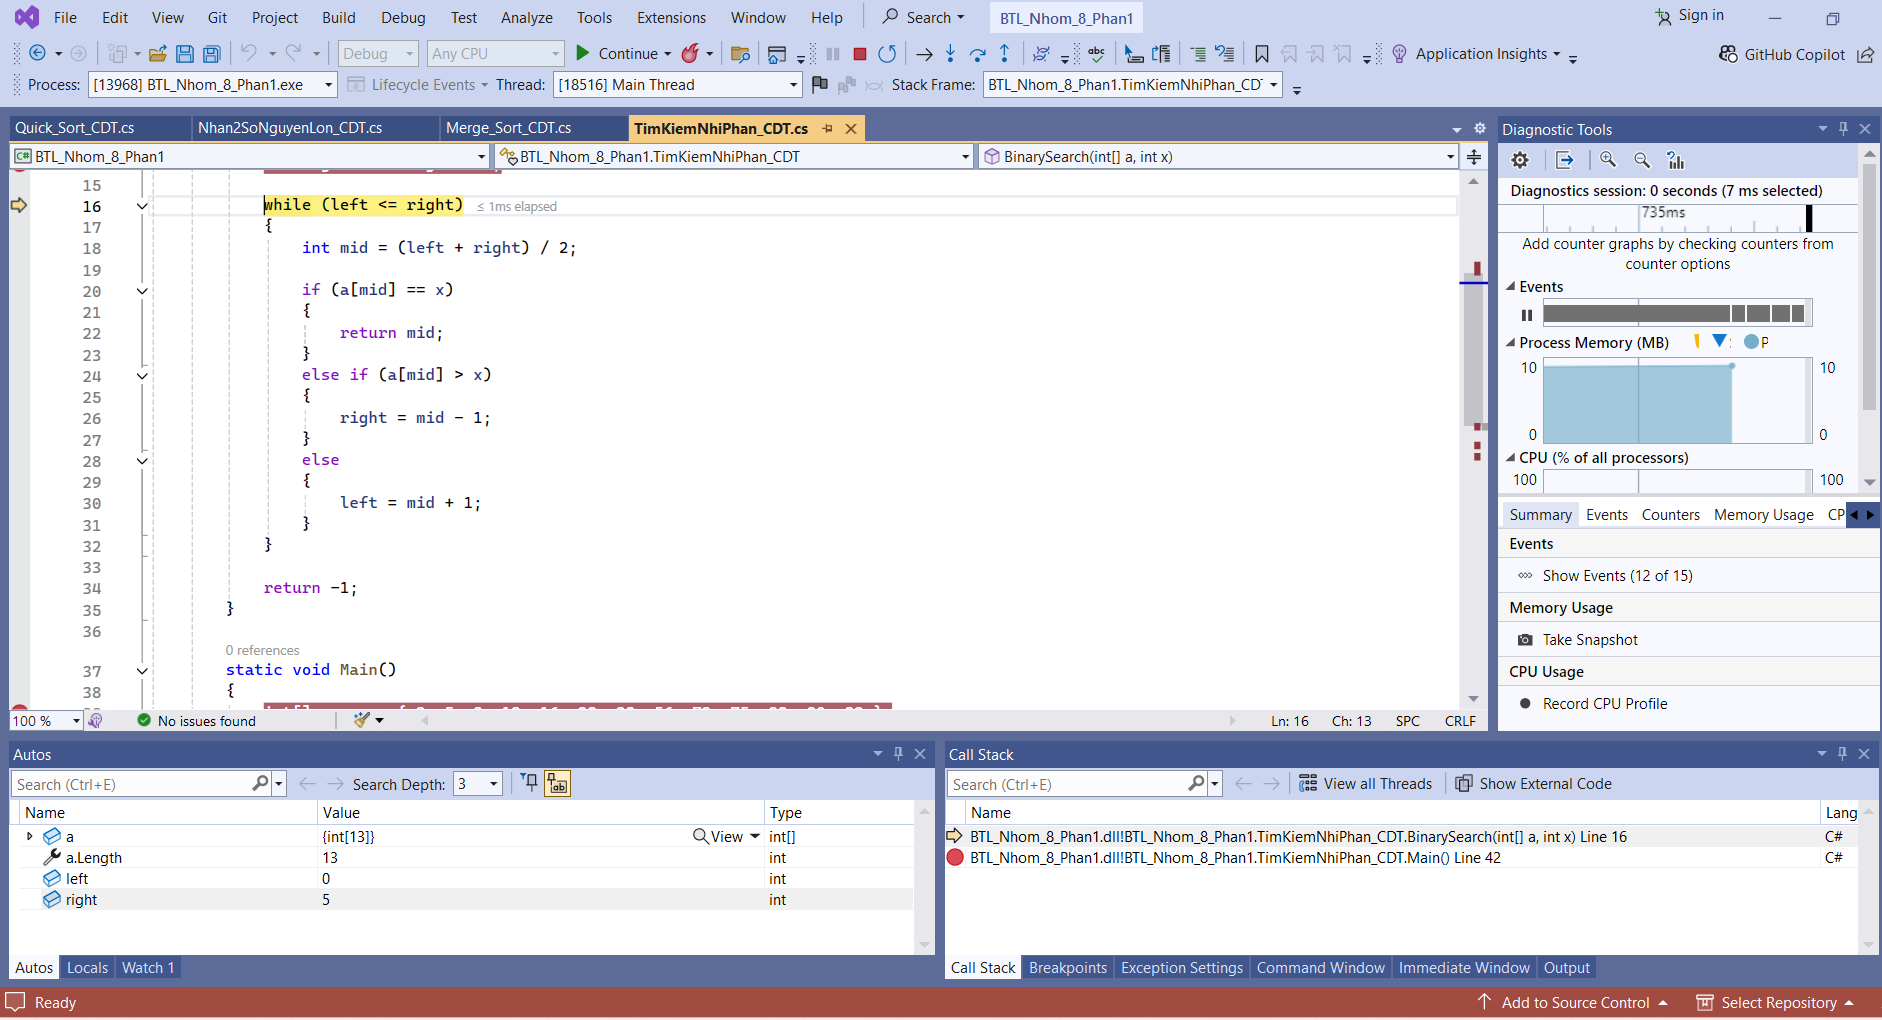 File Edit View Git Project Build Debug Test Analyze Tools Extensions Window Help Search BTL_Nhom_8_Phan1 Sign in
Debug Any CPU Continue Application Insights GitHub Copilot
Process: [13968] BTL_Nhom_8_Phan1.exe Lifecycle Events Thread: [18516] Main Thread Stack Frame: BTL_Nhom_8_Phan1.TimKiemNhiPhan_CD
Quick_Sort_CDT.cs Nhan2SoNguyenLon_CDT.cs Merge_Sort_CDT.cs TimKiemNhiPhan_CDT.cs
BTL_Nhom_8_Phan1 BTL_Nhom_8_Phan1.TimKiemNhiPhan_CDT BinarySearch(int[] a, int x)
15
16 while (left <= right) ≤ 1ms elapsed
17 {
18 int mid = (left + right) / 2;
19
20 if (a[mid] == x)
21 {
22 return mid;
23 }
24 else if (a[mid] > x)
25 {
26 right = mid - 1;
27 }
28 else
29 {
30 left = mid + 1;
31 }
32 }
33
34 return -1;
35 }
36
0 references
37 static void Main()
38 {
100 % No issues found Ln: 16 Ch: 13 SPC CRLF
Diagnostic Tools
Diagnostics session: 0 seconds (7 ms selected)
735ms
Add counter graphs by checking counters from
counter options
Events
Process Memory (MB) P
10 10
0 0
CPU (% of all processors)
100 100
Summary Events Counters Memory Usage CP
Events
Show Events (12 of 15)
Memory Usage
Take Snapshot
CPU Usage
Record CPU Profile
Autos
Search (Ctrl+E) Search Depth: 3
Name Value Type
a {int[13]} View int[]
a.Length 13 int
left 0 int
right 5 int
Autos Locals Watch 1
Call Stack
Search (Ctrl+E) View all Threads Show External Code
Name Lang
BTL_Nhom_8_Phan1.dll!BTL_Nhom_8_Phan1.TimKiemNhiPhan_CDT.BinarySearch(int[] a, int x) Line 16 C#
BTL_Nhom_8_Phan1.dll!BTL_Nhom_8_Phan1.TimKiemNhiPhan_CDT.Main() Line 42 C#
Call Stack Breakpoints Exception Settings Command Window Immediate Window Output
Ready Add to Source Control Select Repository